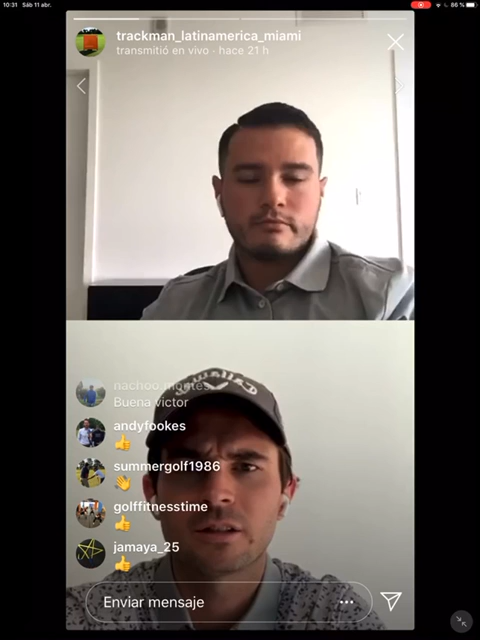 10:31 Sáb 11 abr.
86 %
trackman_latinamerica_miami
transmitió en vivo · hace 21 h
nachoo.montes
Buena victor
Callaway
andyfookes
summergolf1986
golffitnesstime
jamaya_25
Enviar mensaje